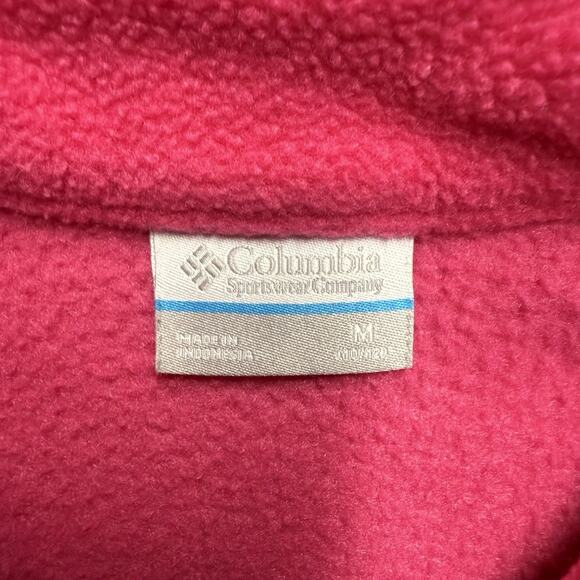 Columbia
Sportswear Company
MADE IN
INDONESIA
M
(10/12)